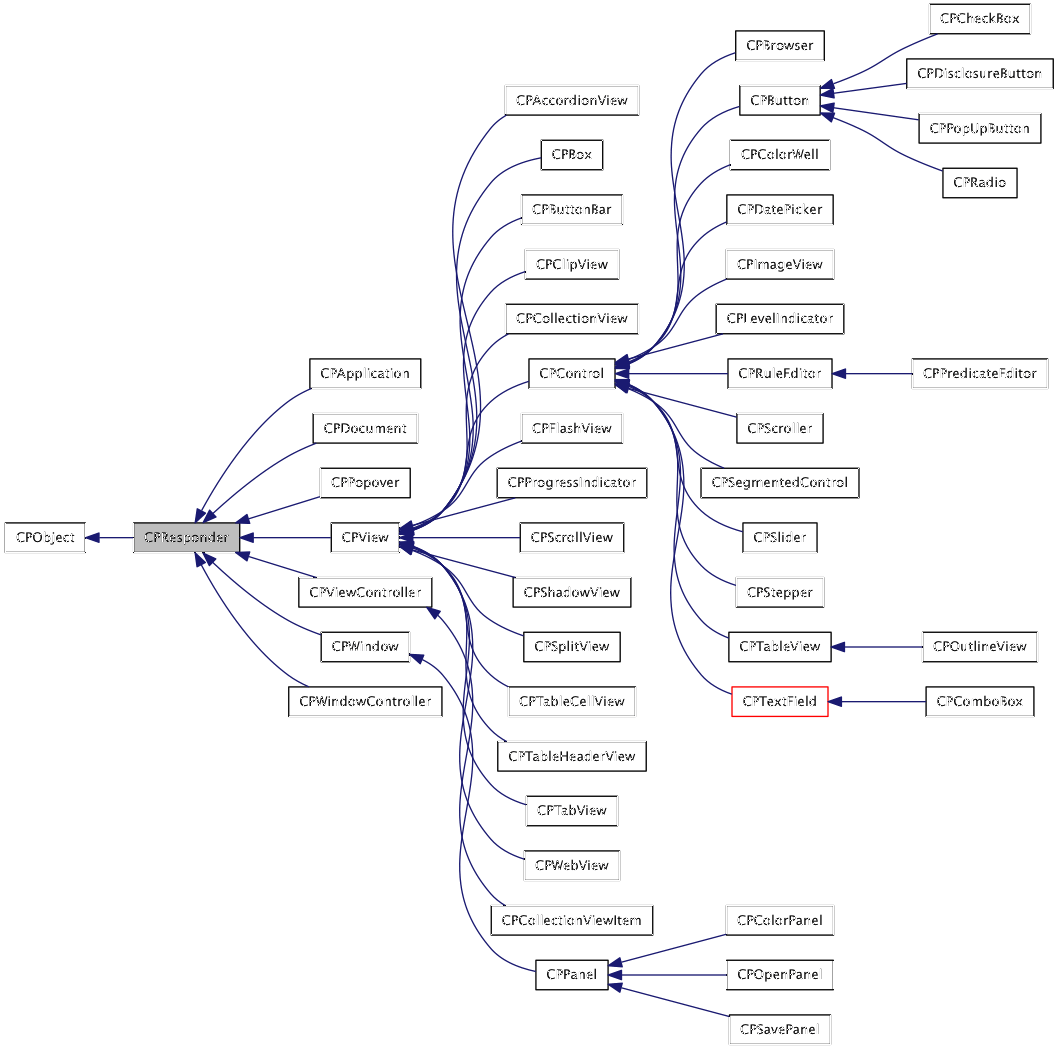 CPCheckBox
CPBrowser
CPDisclosureButton
CPAccordionView
CPButton
CPPopUpButton
CPBox
CPColorWell
CPRadio
CPButtonBar
CPDatePicker
CPClipView
CPImageView
CPCollectionView
CPLevelIndicator
CPApplication
CPControl
CPRuleEditor
CPPredicateEditor
CPDocument
CPFlashView
CPScroller
CPPopover
CPProgressIndicator
CPSegmentedControl
CPObject
CPResponder
CPView
CPScrollView
CPSlider
CPViewController
CPShadowView
CPStepper
CPWindow
CPSplitView
CPTableView
CPOutlineView
CPWindowController
CPTableCellView
CPTextField
CPComboBox
CPTableHeaderView
CPTabView
CPWebView
CPCollectionViewItem
CPColorPanel
CPPanel
CPOpenPanel
CPSavePanel